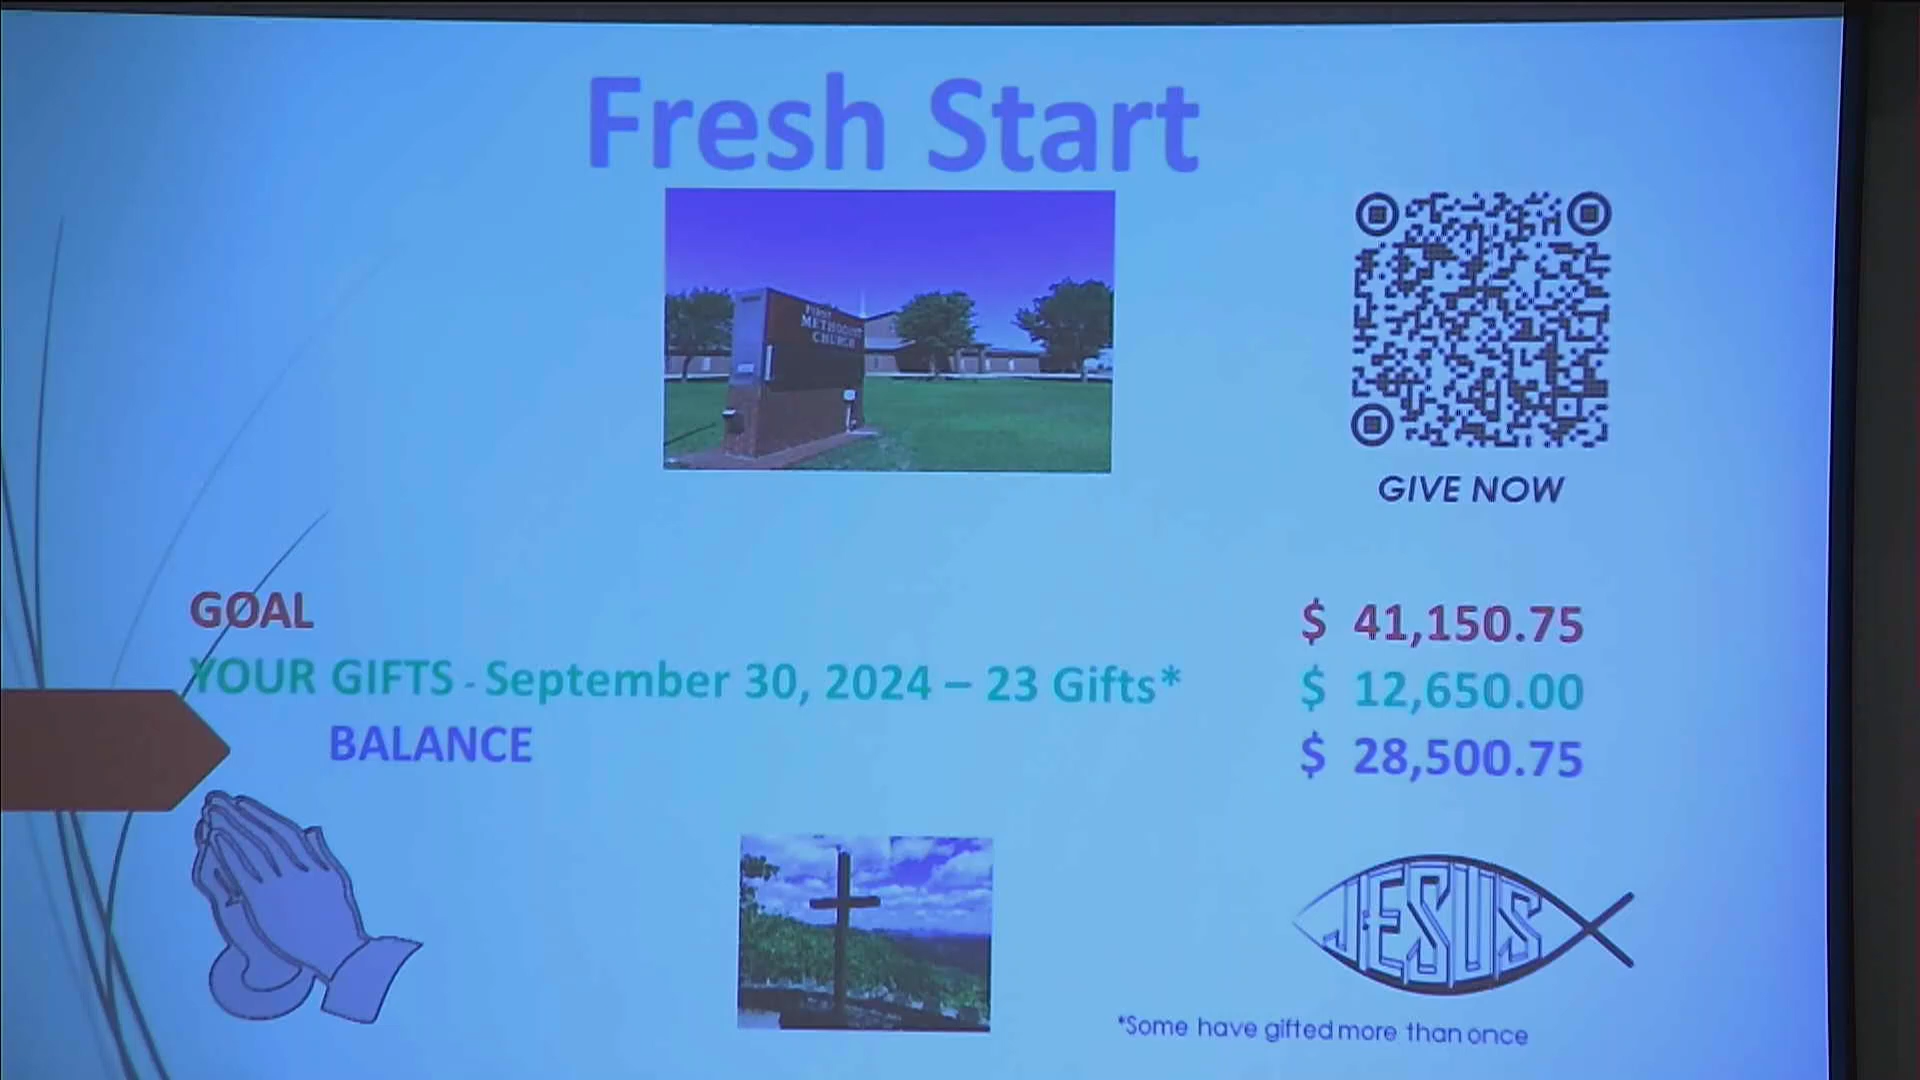 Fresh Start
FIRST
METHODIST
CHURCH
GIVE NOW
GOAL $ 41,150.75
YOUR GIFTS - September 30, 2024 – 23 Gifts* $ 12,650.00
BALANCE $ 28,500.75
JESUS
*Some have gifted more than once